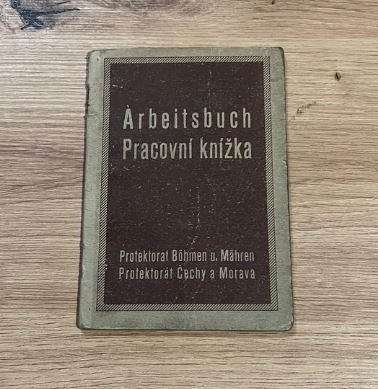 Arbeitsbuch
Pracovní knížka
Protektorat Böhmen u. Mähren
Protektorát Čechy a Morava